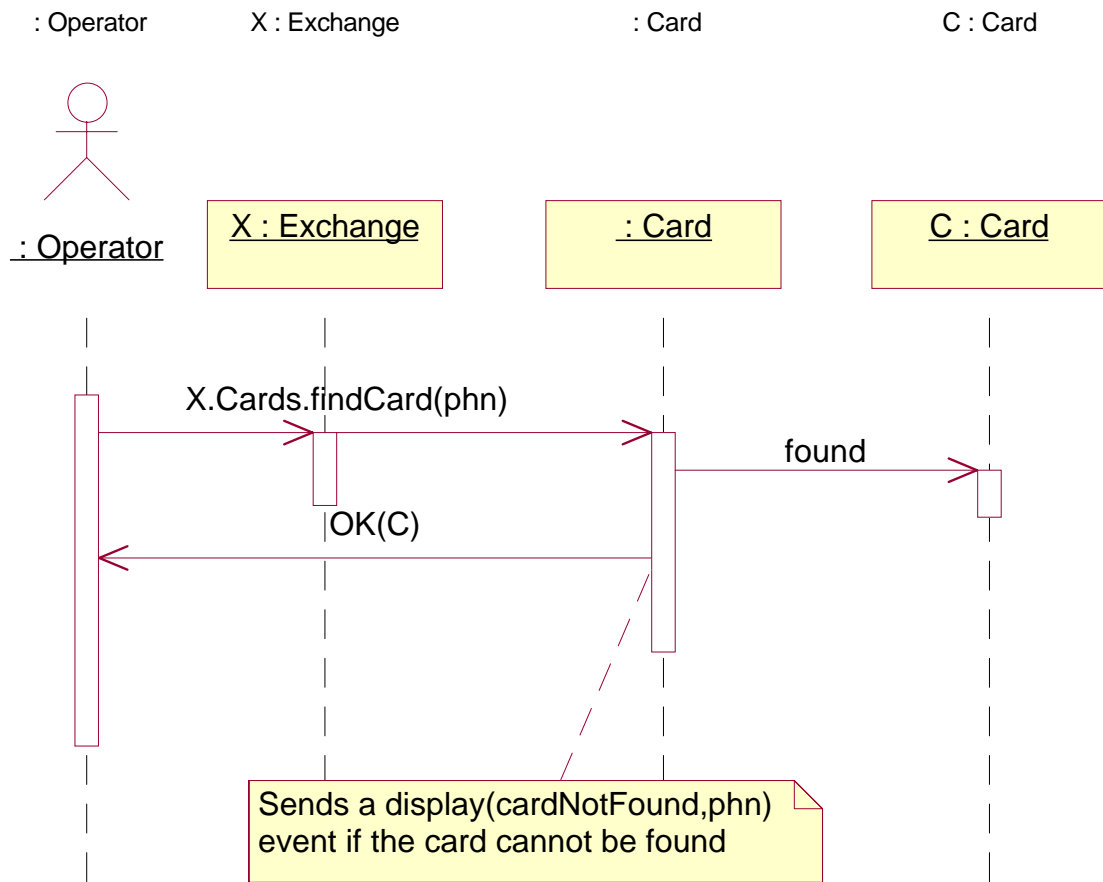 : Operator
X : Exchange
: Card
C : Card
: Operator
X : Exchange
: Card
C : Card
X.Cards.findCard(phn)
found
OK(C)
Sends a display(cardNotFound,phn)
event if the card cannot be found